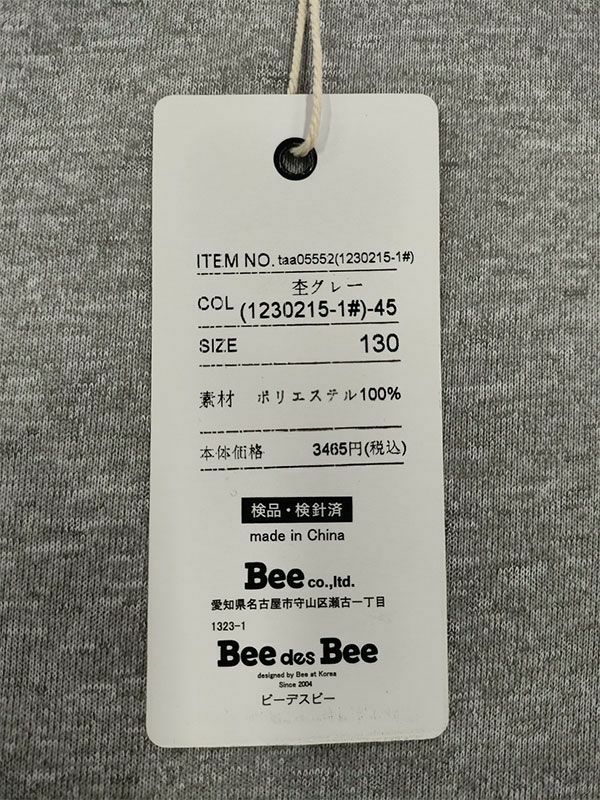 ITEM NO. taa05552(1230215-1#)
杢グレー
COL (1230215-1#)-45
SIZE 130
素材 ポリエステル100%
本体価格 3465円(税込)
検品・検針済
made in China
Bee co.,ltd.
愛知県名古屋市守山区瀬古一丁目
1323-1
Bee des Bee
designed by Bee at Korea
Since 2004
ビーデスビー